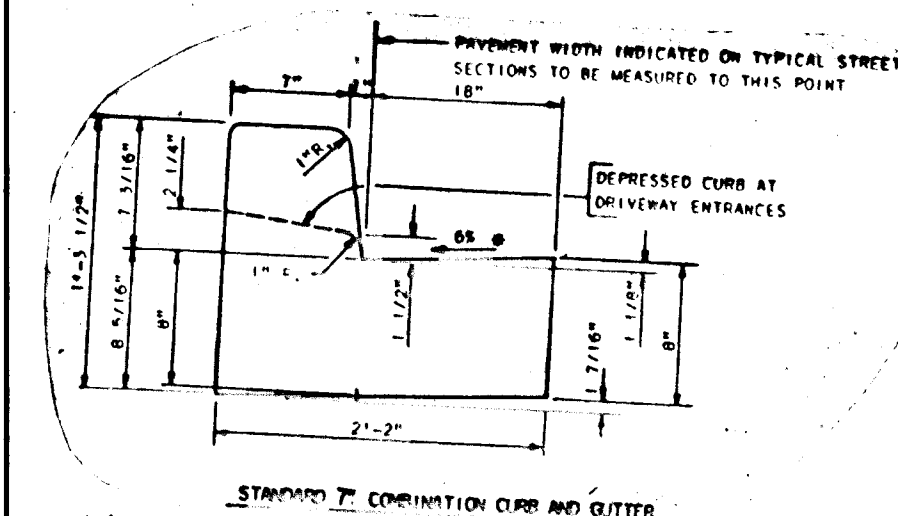 PAVEMENT WIDTH INDICATED ON TYPICAL STREET
SECTIONS TO BE MEASURED TO THIS POINT
7"
18"
1"R.
2 1/4"
7 3/16"
1'-3 1/2"
DEPRESSED CURB AT
DRIVEWAY ENTRANCES
6%
8 5/16"
8"
1 1/2"
1 1/8"
8"
1 7/16"
2'-2"
STANDARD 7" COMBINATION CURB AND GUTTER